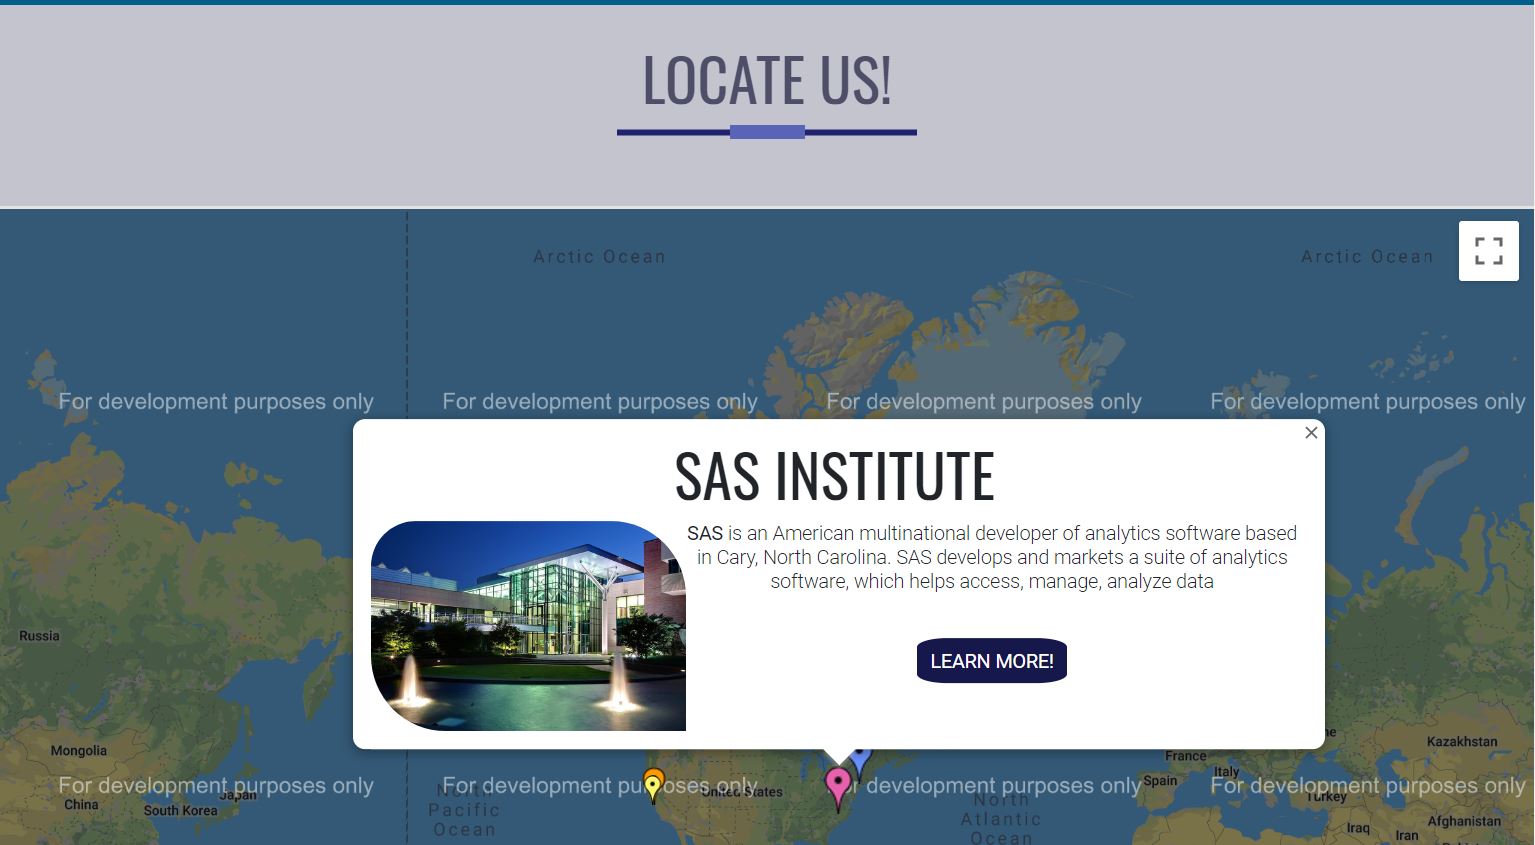 LOCATE US!
Arctic Ocean
Arctic Ocean
For development purposes only
For development purposes only
For development purposes only
For development purposes only
SAS INSTITUTE
SAS is an American multinational developer of analytics software based
in Cary, North Carolina. SAS develops and markets a suite of analytics
software, which helps access, manage, analyze data
LEARN MORE!
Russia
Mongolia
China
South Korea
Japan
For development purposes only
North
Pacific
Ocean
For development purposes only
United States
For development purposes only
North
Atlantic
Ocean
France
Spain
Italy
For development purposes only
Turkey
Kazakhstan
Iraq
Iran
Afghanistan